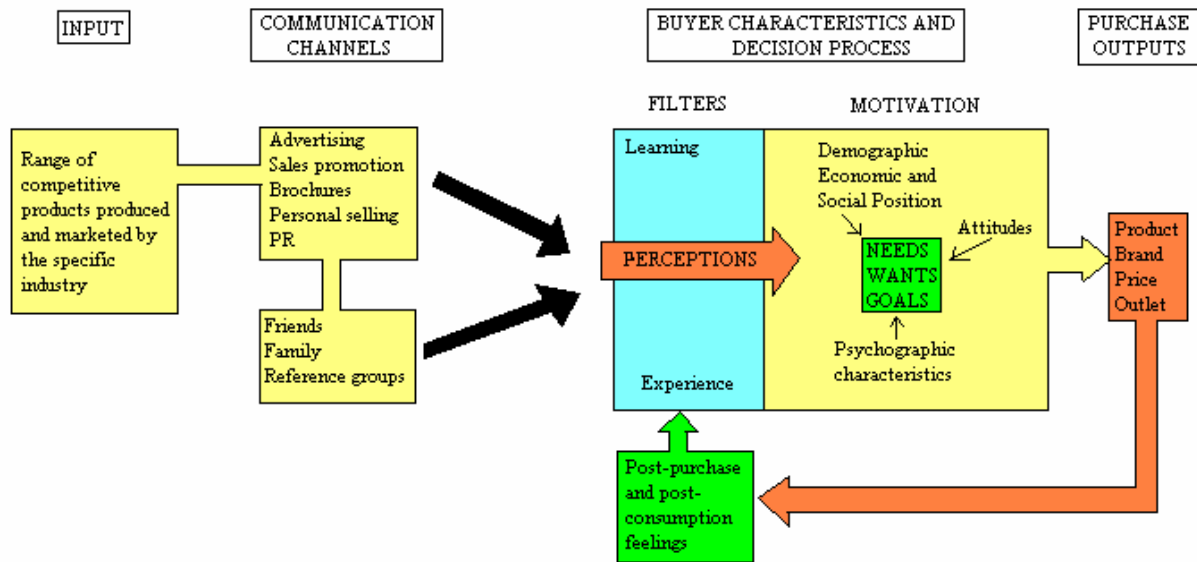 INPUT
COMMUNICATION
CHANNELS
BUYER CHARACTERISTICS AND
DECISION PROCESS
PURCHASE
OUTPUTS
FILTERS
MOTIVATION
Range of
competitive
products produced
and marketed by
the specific
industry
Advertising
Sales promotion
Brochures
Personal selling
PR
Friends
Family
Reference groups
Learning
PERCEPTIONS
Experience
Demographic
Economic and
Social Position
Attitudes
NEEDS
WANTS
GOALS
Psychographic
characteristics
Product
Brand
Price
Outlet
Post-purchase
and post-
consumption
feelings